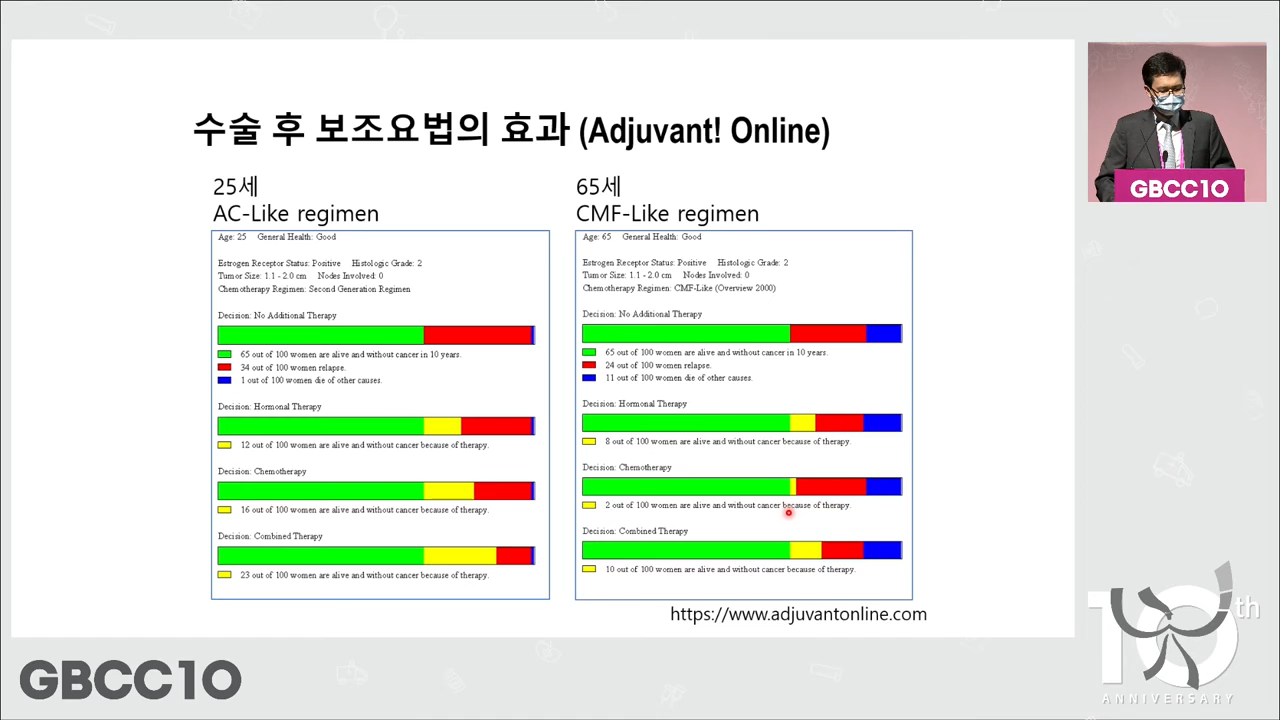 수술 후 보조요법의 효과 (Adjuvant! Online)
25세
AC-Like regimen
Age: 25 General Health: Good
Estrogen Receptor Status: Positive Histologic Grade: 2
Tumor Size: 1.1 - 2.0 cm Nodes Involved: 0
Chemotherapy Regimen: Second Generation Regimen
Decision: No Additional Therapy
65 out of 100 women are alive and without cancer in 10 years.
34 out of 100 women relapse.
1 out of 100 women die of other causes.
Decision: Hormonal Therapy
12 out of 100 women are alive and without cancer because of therapy.
Decision: Chemotherapy
16 out of 100 women are alive and without cancer because of therapy.
Decision: Combined Therapy
23 out of 100 women are alive and without cancer because of therapy.
65세
CMF-Like regimen
Age: 65 General Health: Good
Estrogen Receptor Status: Positive Histologic Grade: 2
Tumor Size: 1.1 - 2.0 cm Nodes Involved: 0
Chemotherapy Regimen: CMF-Like (Overview 2000)
Decision: No Additional Therapy
65 out of 100 women are alive and without cancer in 10 years.
24 out of 100 women relapse.
11 out of 100 women die of other causes.
Decision: Hormonal Therapy
8 out of 100 women are alive and without cancer because of therapy.
Decision: Chemotherapy
2 out of 100 women are alive and without cancer because of therapy.
Decision: Combined Therapy
10 out of 100 women are alive and without cancer because of therapy.
https://www.adjuvantonline.com
GBCC10
GBCC10
10th
ANNIVERSARY